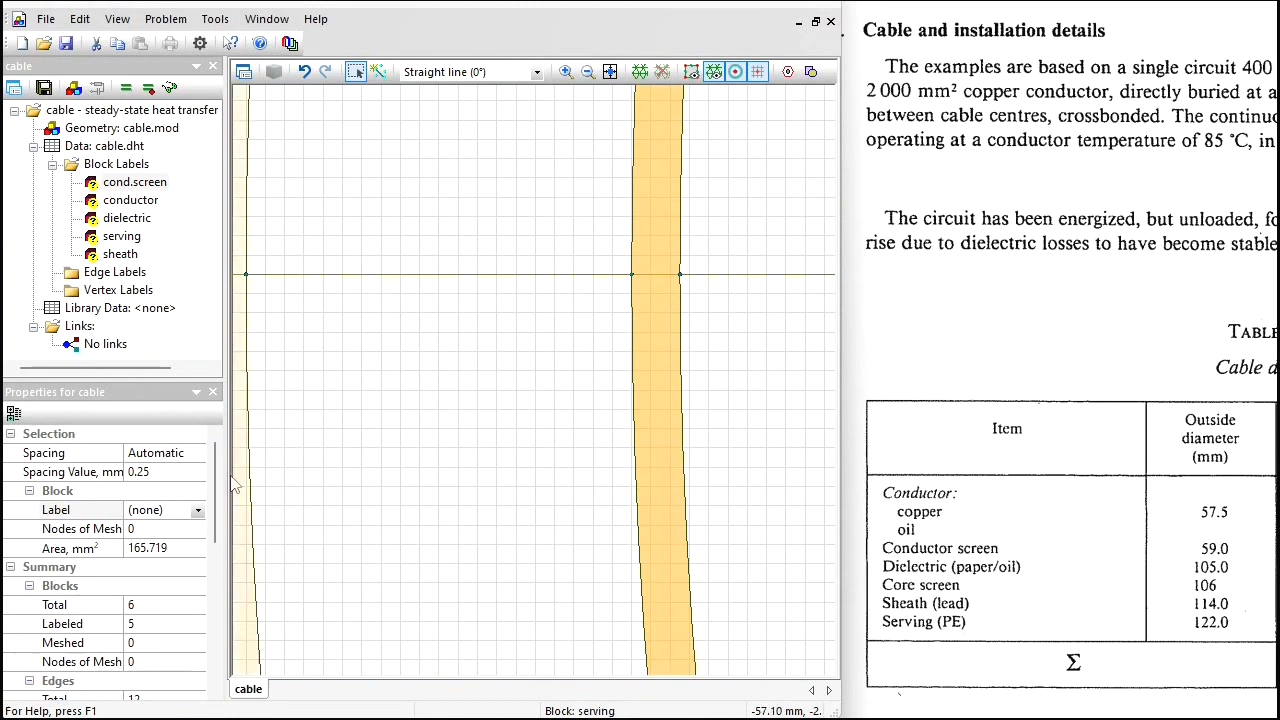 File Edit View Problem Tools Window Help
Straight line (0°)
cable
cable - steady-state heat transfer
Geometry: cable.mod
Data: cable.dht
Block Labels
cond.screen
conductor
dielectric
serving
sheath
Edge Labels
Vertex Labels
Library Data: <none>
Links:
No links
Properties for cable
Selection
Spacing Automatic
Spacing Value, mm 0.25
Block
Label (none)
Nodes of Mesh 0
Area, mm² 165.719
Summary
Blocks
Total 6
Labeled 5
Meshed 0
Nodes of Mesh 0
Edges
Total 12
cable
For Help, press F1
Block: serving
-57.10 mm, -2.
Cable and installation details
The examples are based on a single circuit 400
2 000 mm² copper conductor, directly buried at a
between cable centres, crossbonded. The continuo
operating at a conductor temperature of 85 °C, in
The circuit has been energized, but unloaded, fo
rise due to dielectric losses to have become stable
TABLE
Cable d
Item Outside diameter (mm)
Conductor:
copper 57.5
oil
Conductor screen 59.0
Dielectric (paper/oil) 105.0
Core screen 106
Sheath (lead) 114.0
Serving (PE) 122.0
Σ